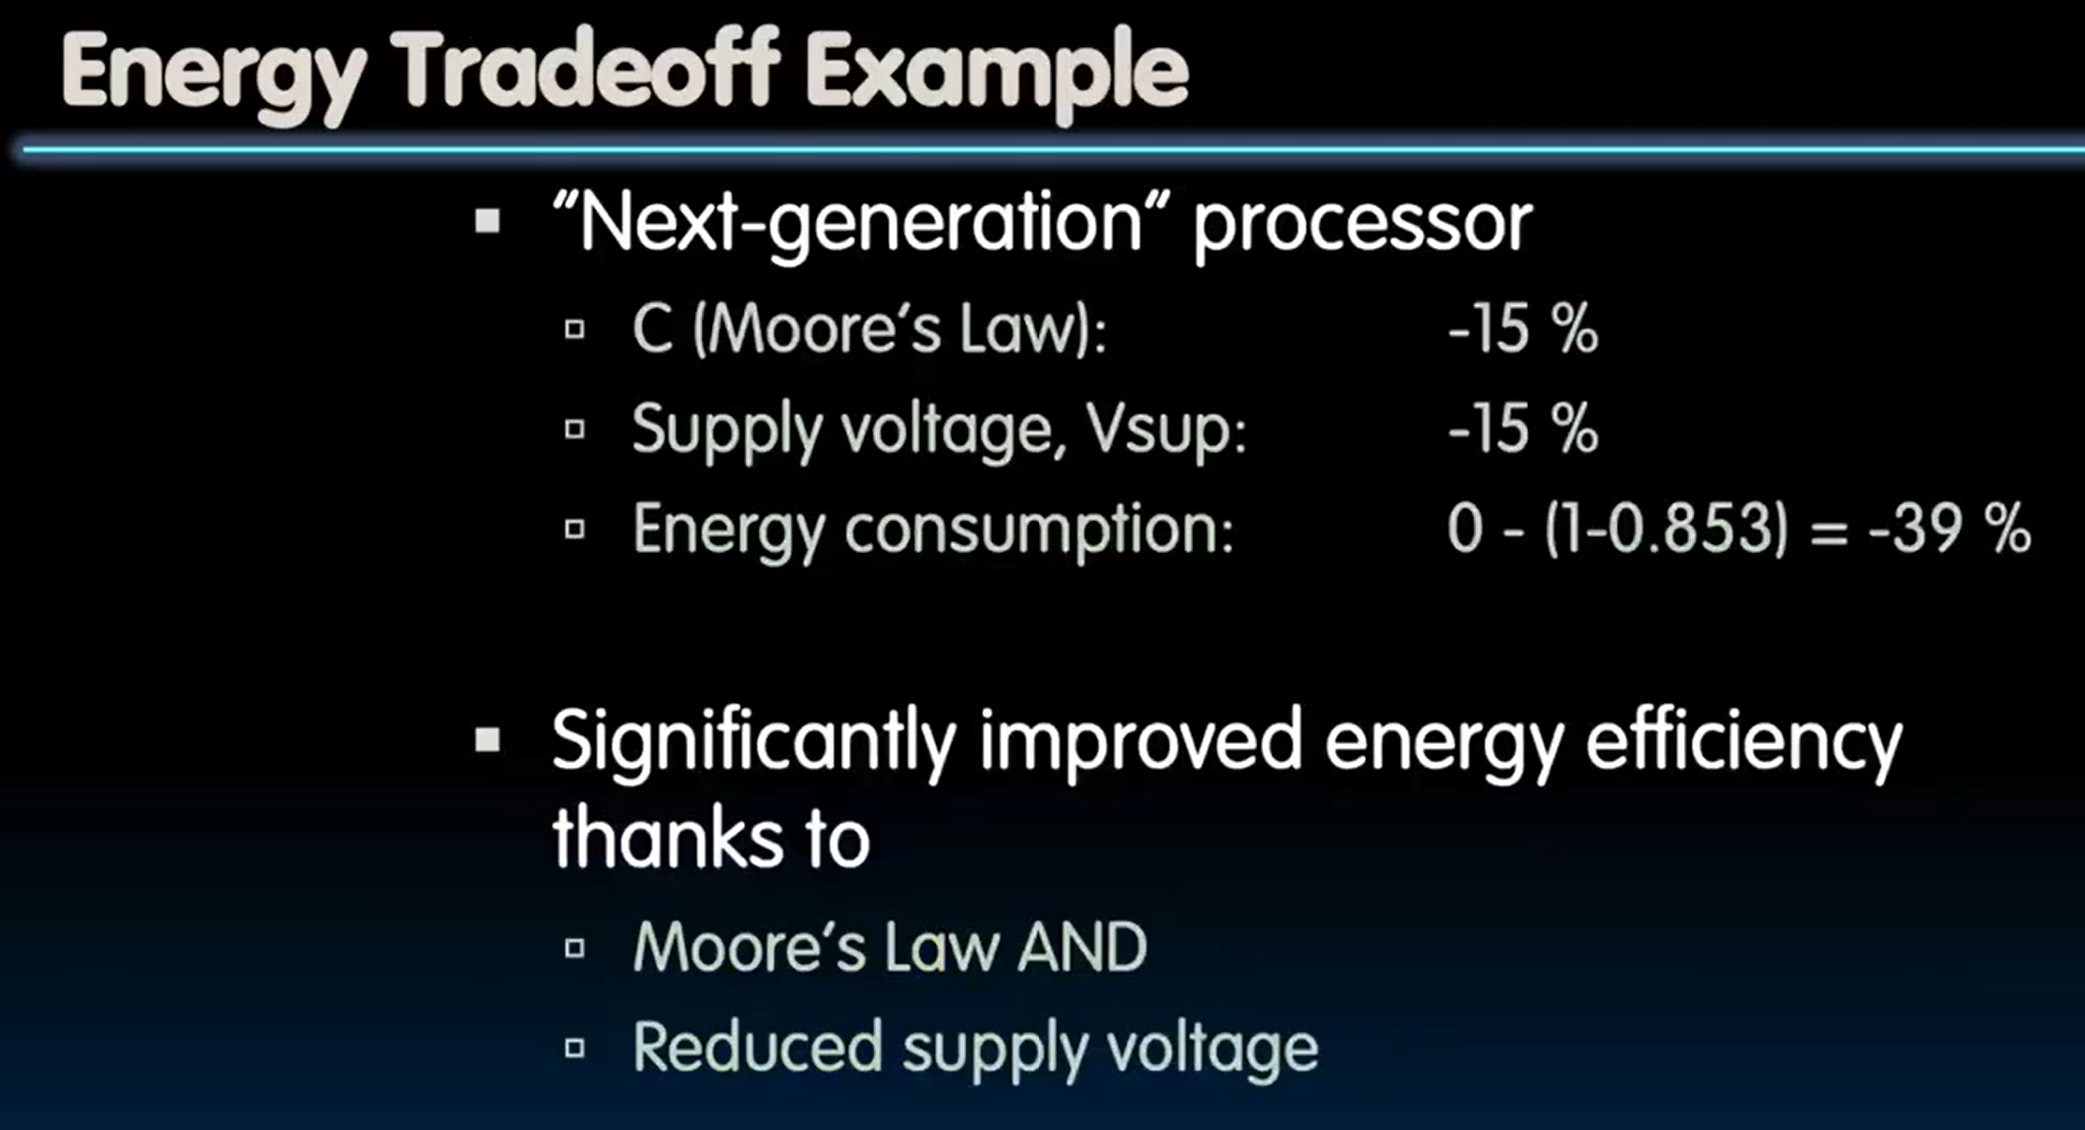 Energy Tradeoff Example
“Next-generation” processor
C (Moore’s Law): -15 %
Supply voltage, Vsup: -15 %
Energy consumption: 0 - (1-0.853) = -39 %
Significantly improved energy efficiency
thanks to
Moore’s Law AND
Reduced supply voltage